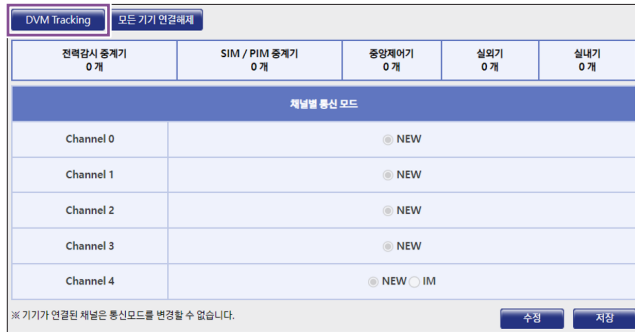 DVM Tracking 모든 기기 연결해제
전력감시 중계기 SIM / PIM 중계기 중앙제어기 실외기 실내기
0 개 0 개 0 개 0 개 0 개
채널별 통신 모드
Channel 0 NEW
Channel 1 NEW
Channel 2 NEW
Channel 3 NEW
Channel 4 NEW IM
※ 기기가 연결된 채널은 통신모드를 변경할 수 없습니다. 수정 저장